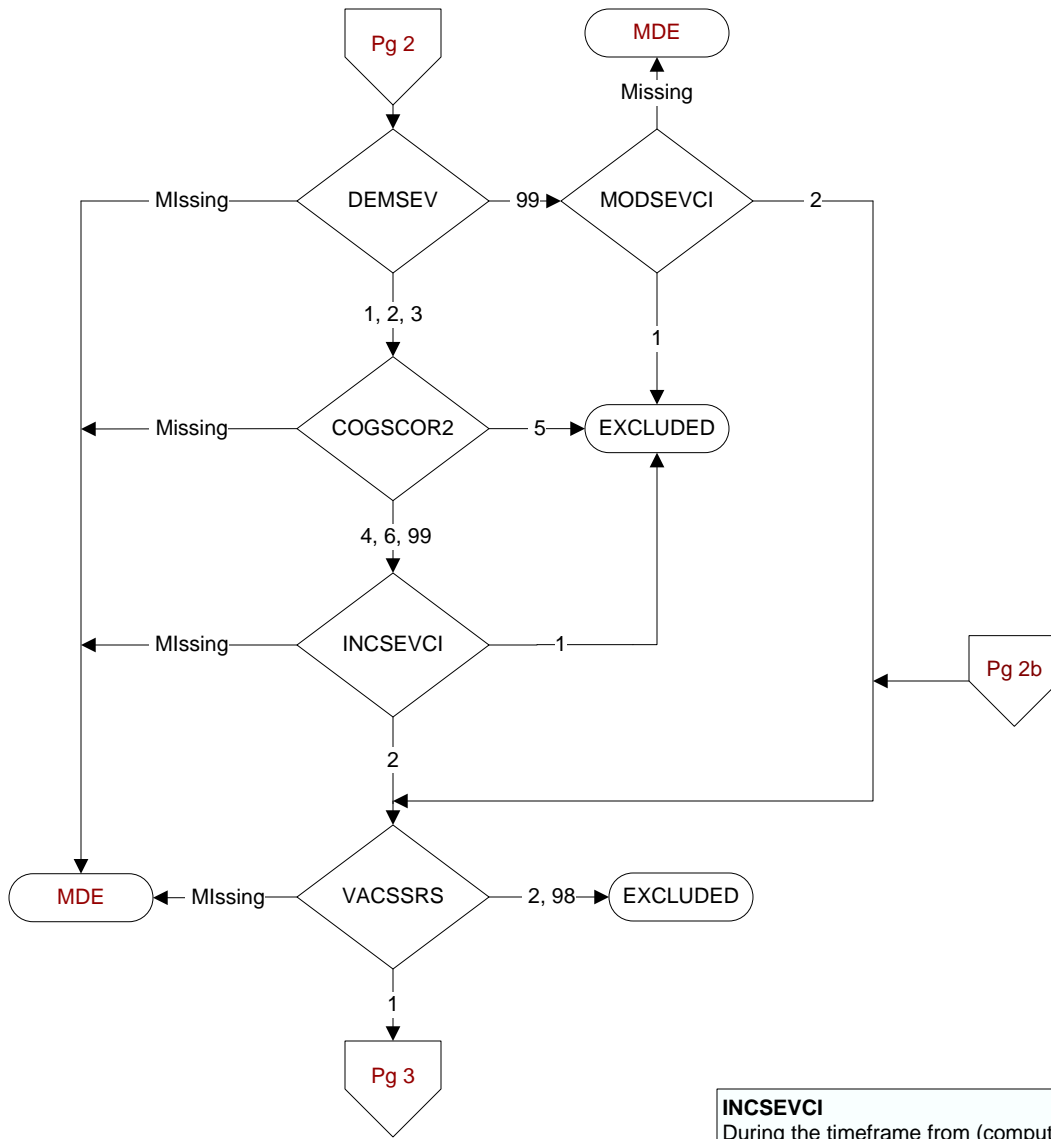 Pg 2
MDE
Missing
MIssing
DEMSEV
99
MODSEVCI
2
1, 2, 3
1
Missing
COGSCOR2
5
EXCLUDED
4, 6, 99
MIssing
INCSEVCI
1
Pg 2b
2
MDE
MIssing
VACSSRS
2, 98
EXCLUDED
1
Pg 3
INCSEVCI
During the timeframe from (comput